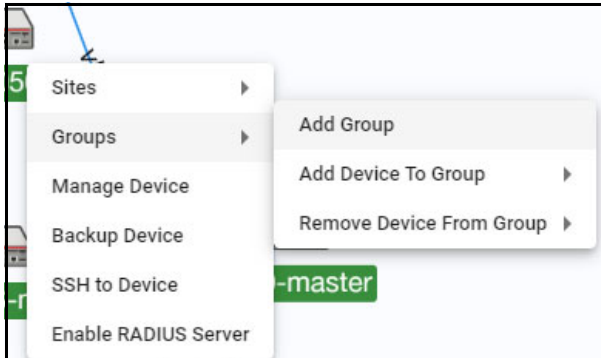 50
Sites
Groups
Add Group
Manage Device
Add Device To Group
Backup Device
Remove Device From Group
SSH to Device
-master
Enable RADIUS Server